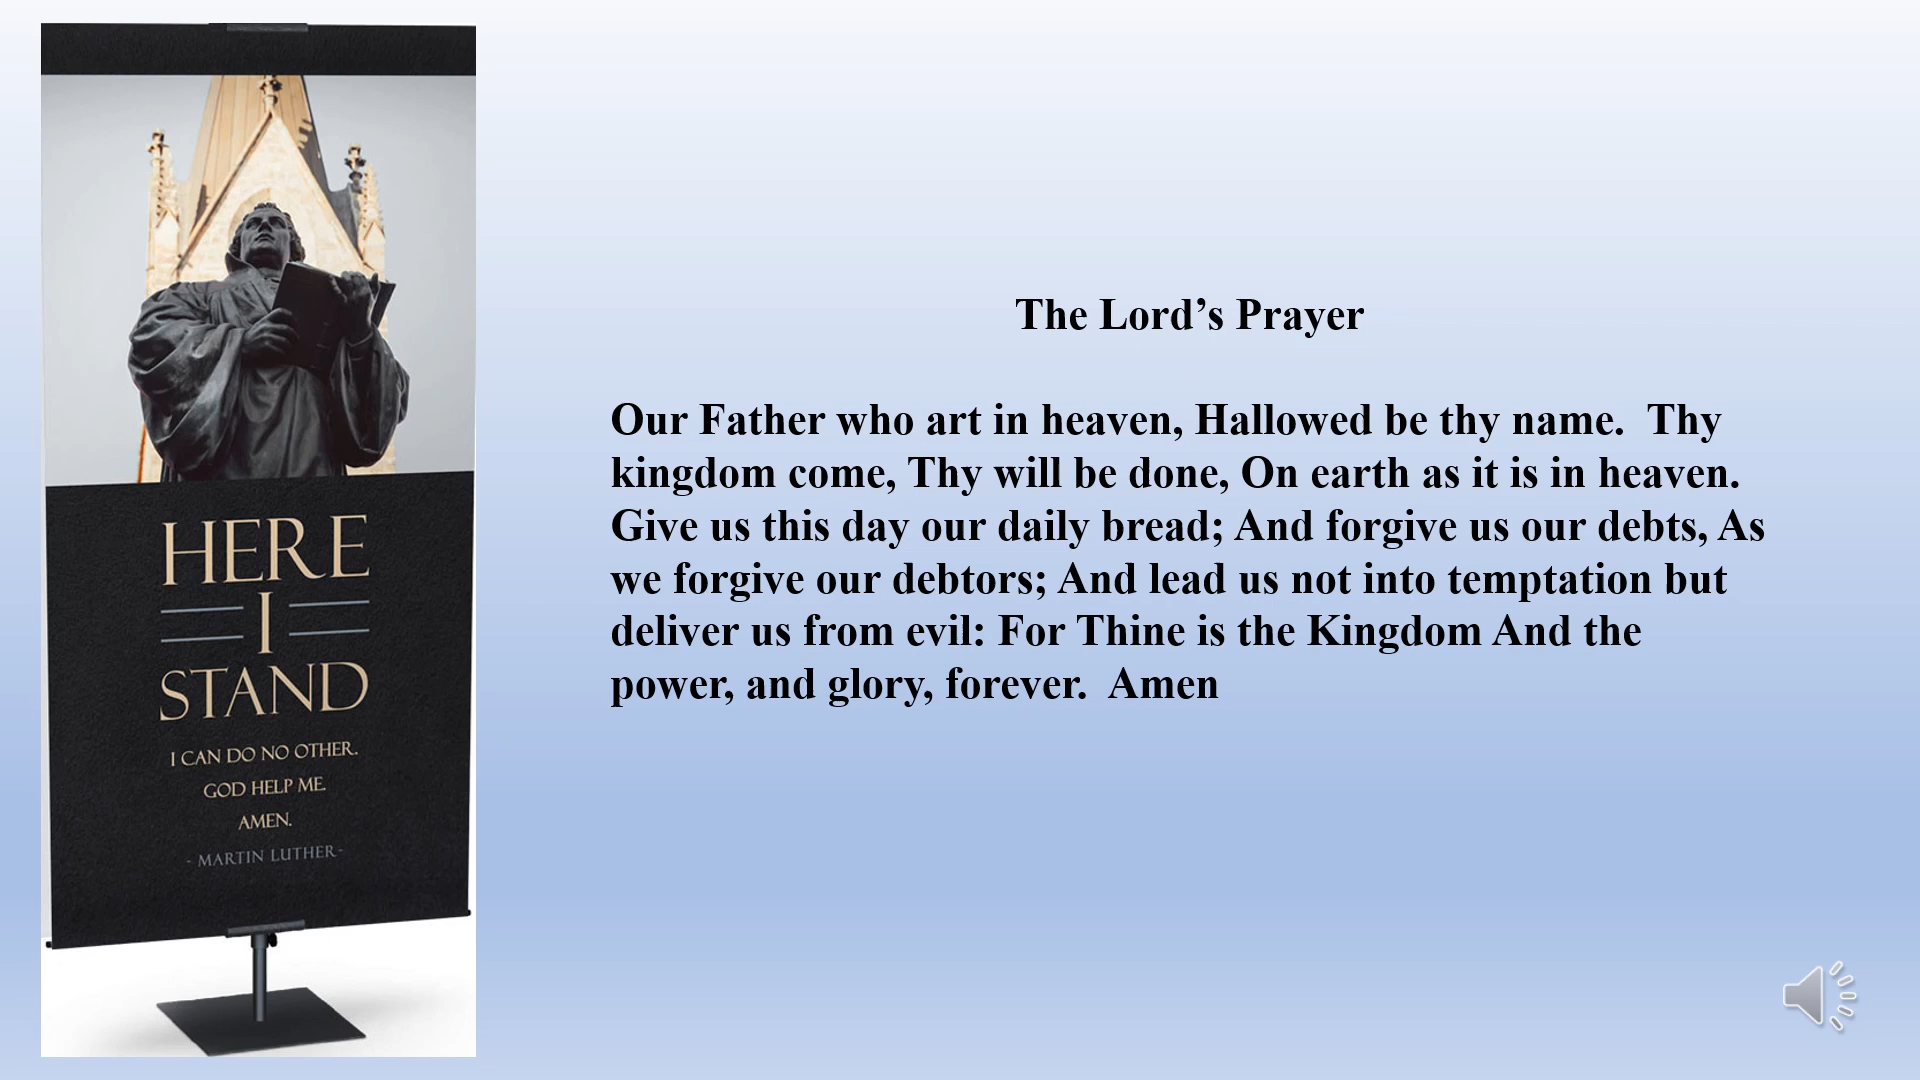 HERE
I
STAND
I CAN DO NO OTHER.
GOD HELP ME.
AMEN.
- MARTIN LUTHER -
The Lord’s Prayer
Our Father who art in heaven, Hallowed be thy name.  Thy
kingdom come, Thy will be done, On earth as it is in heaven.
Give us this day our daily bread; And forgive us our debts, As
we forgive our debtors; And lead us not into temptation but
deliver us from evil: For Thine is the Kingdom And the
power, and glory, forever.  Amen